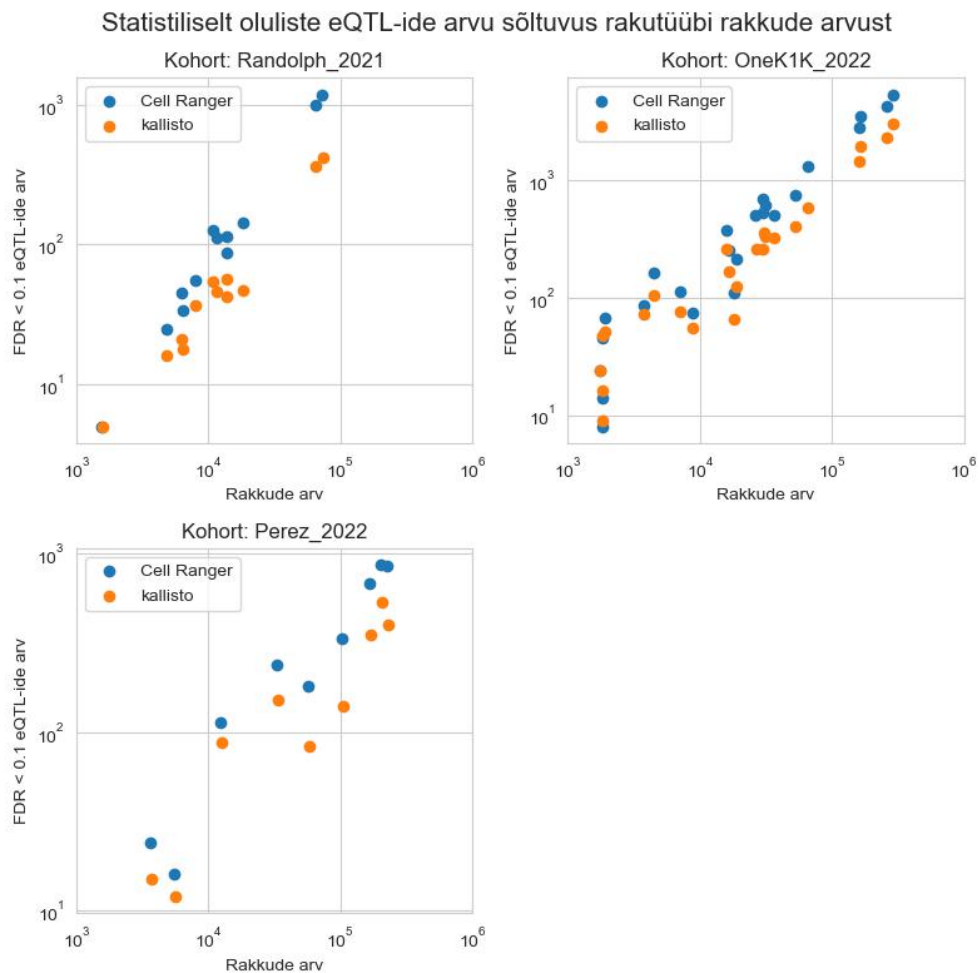 Statistiliselt oluliste eQTL-ide arvu sõltuvus rakutüübi rakkude arvust
Kohort: Randolph_2021
Cell Ranger
kallisto
FDR < 0.1 eQTL-ide arv
10³
10²
10¹
10³ 10⁴ 10⁵ 10⁶
Rakkude arv
Kohort: OneK1K_2022
Cell Ranger
kallisto
FDR < 0.1 eQTL-ide arv
10³
10²
10¹
10³ 10⁴ 10⁵ 10⁶
Rakkude arv
Kohort: Perez_2022
Cell Ranger
kallisto
FDR < 0.1 eQTL-ide arv
10³
10²
10¹
10³ 10⁴ 10⁵ 10⁶
Rakkude arv